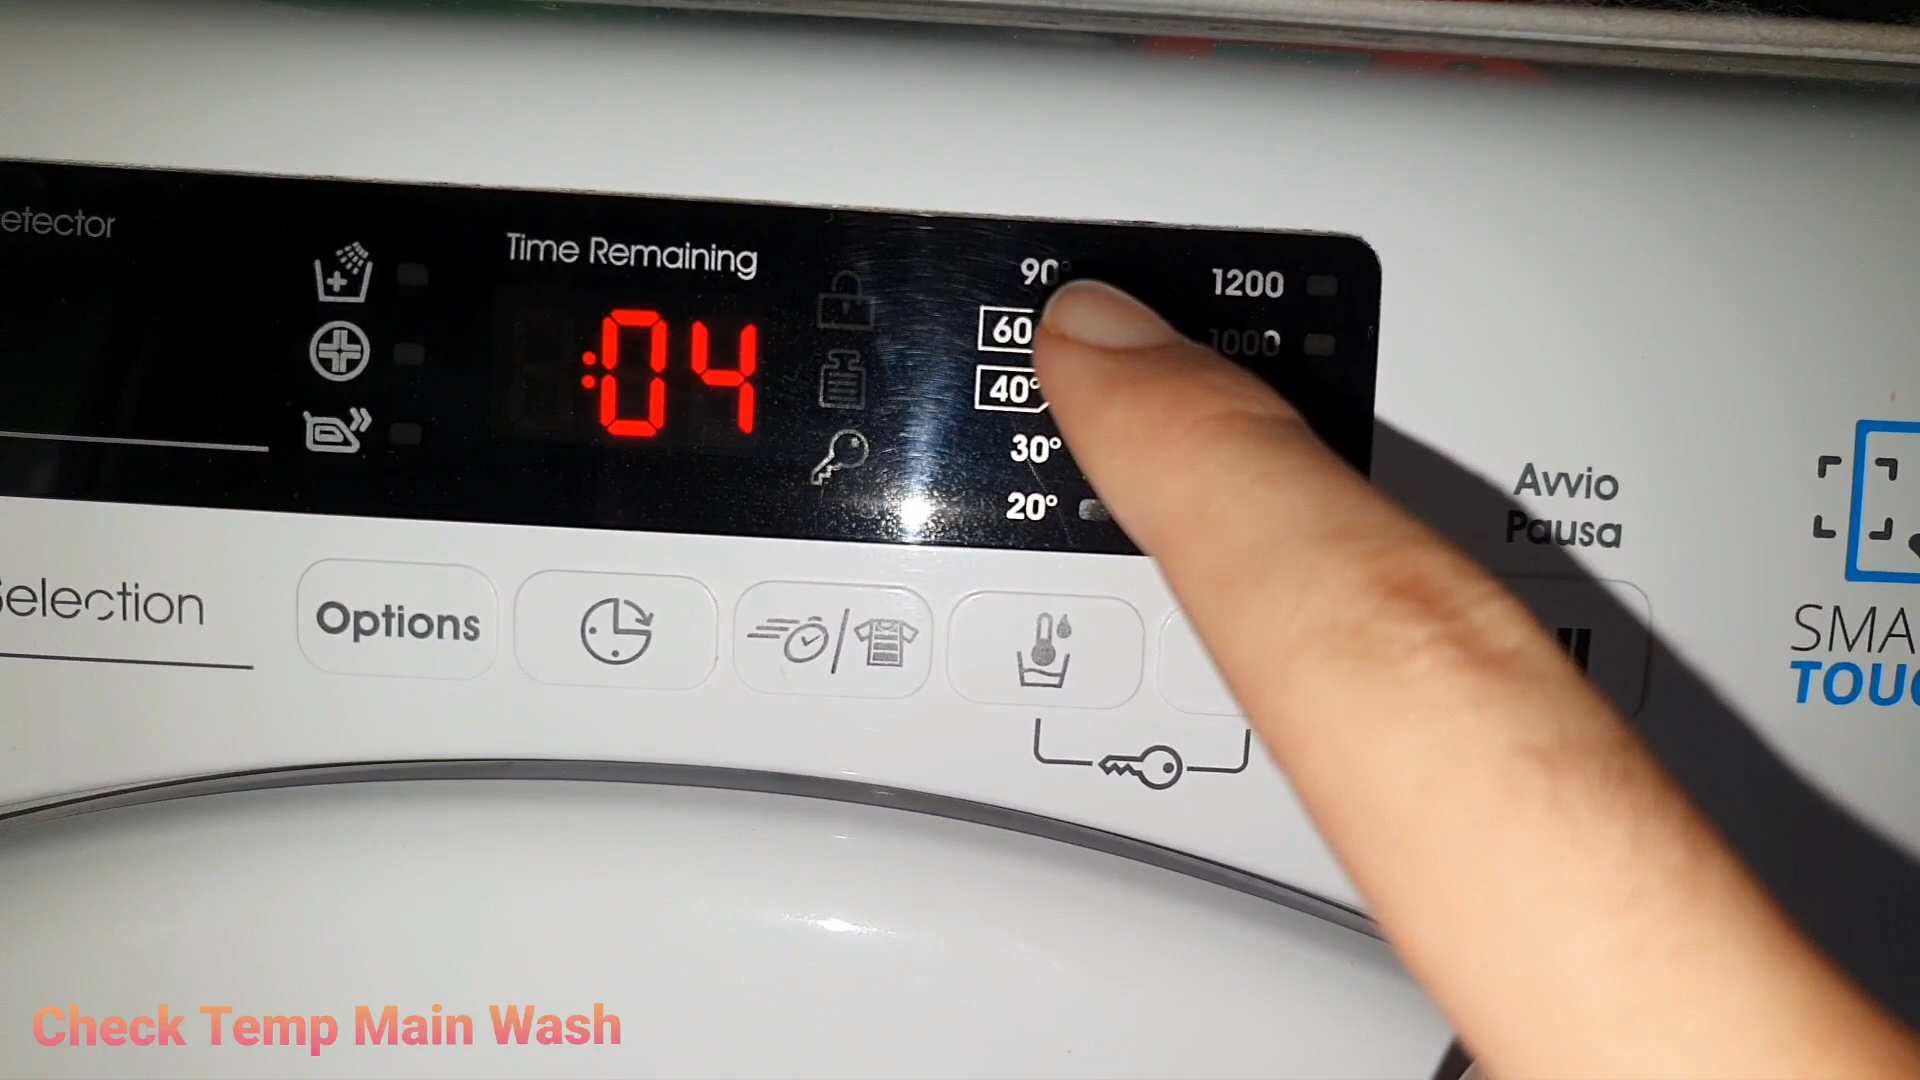 etector
Time Remaining
:04
90°
60
40°
30°
20°
1200
1000
Avvio
Pausa
Selection
Options
SMA
TOUC
Check Temp Main Wash